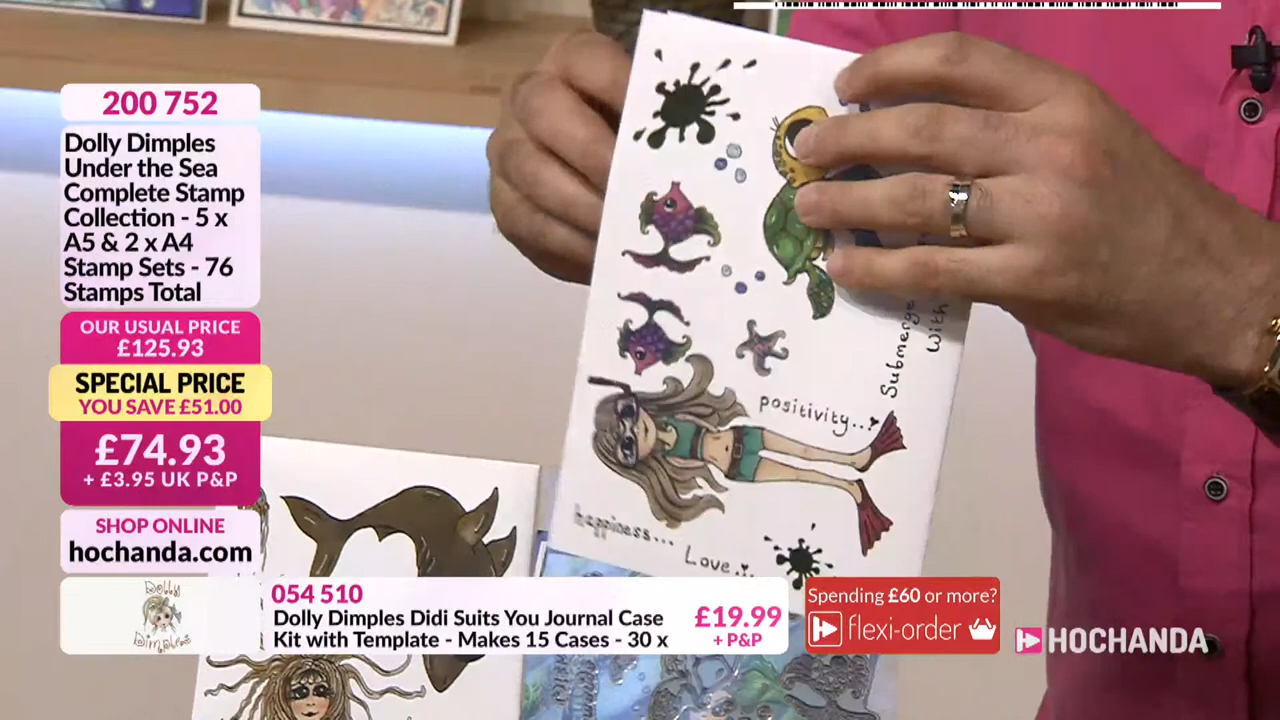 200 752
Dolly Dimples
Under the Sea
Complete Stamp
Collection - 5 x
A5 & 2 x A4
Stamp Sets - 76
Stamps Total
OUR USUAL PRICE
£125.93
SPECIAL PRICE
YOU SAVE £51.00
£74.93
+ £3.95 UK P&P
SHOP ONLINE
hochanda.com
Dolly
Dimples
054 510
Dolly Dimples Didi Suits You Journal Case
Kit with Template - Makes 15 Cases - 30 x
£19.99
+ P&P
Spending £60 or more?
flexi-order
HOCHANDA
Submerge
With
positivity...
happiness...
Love...